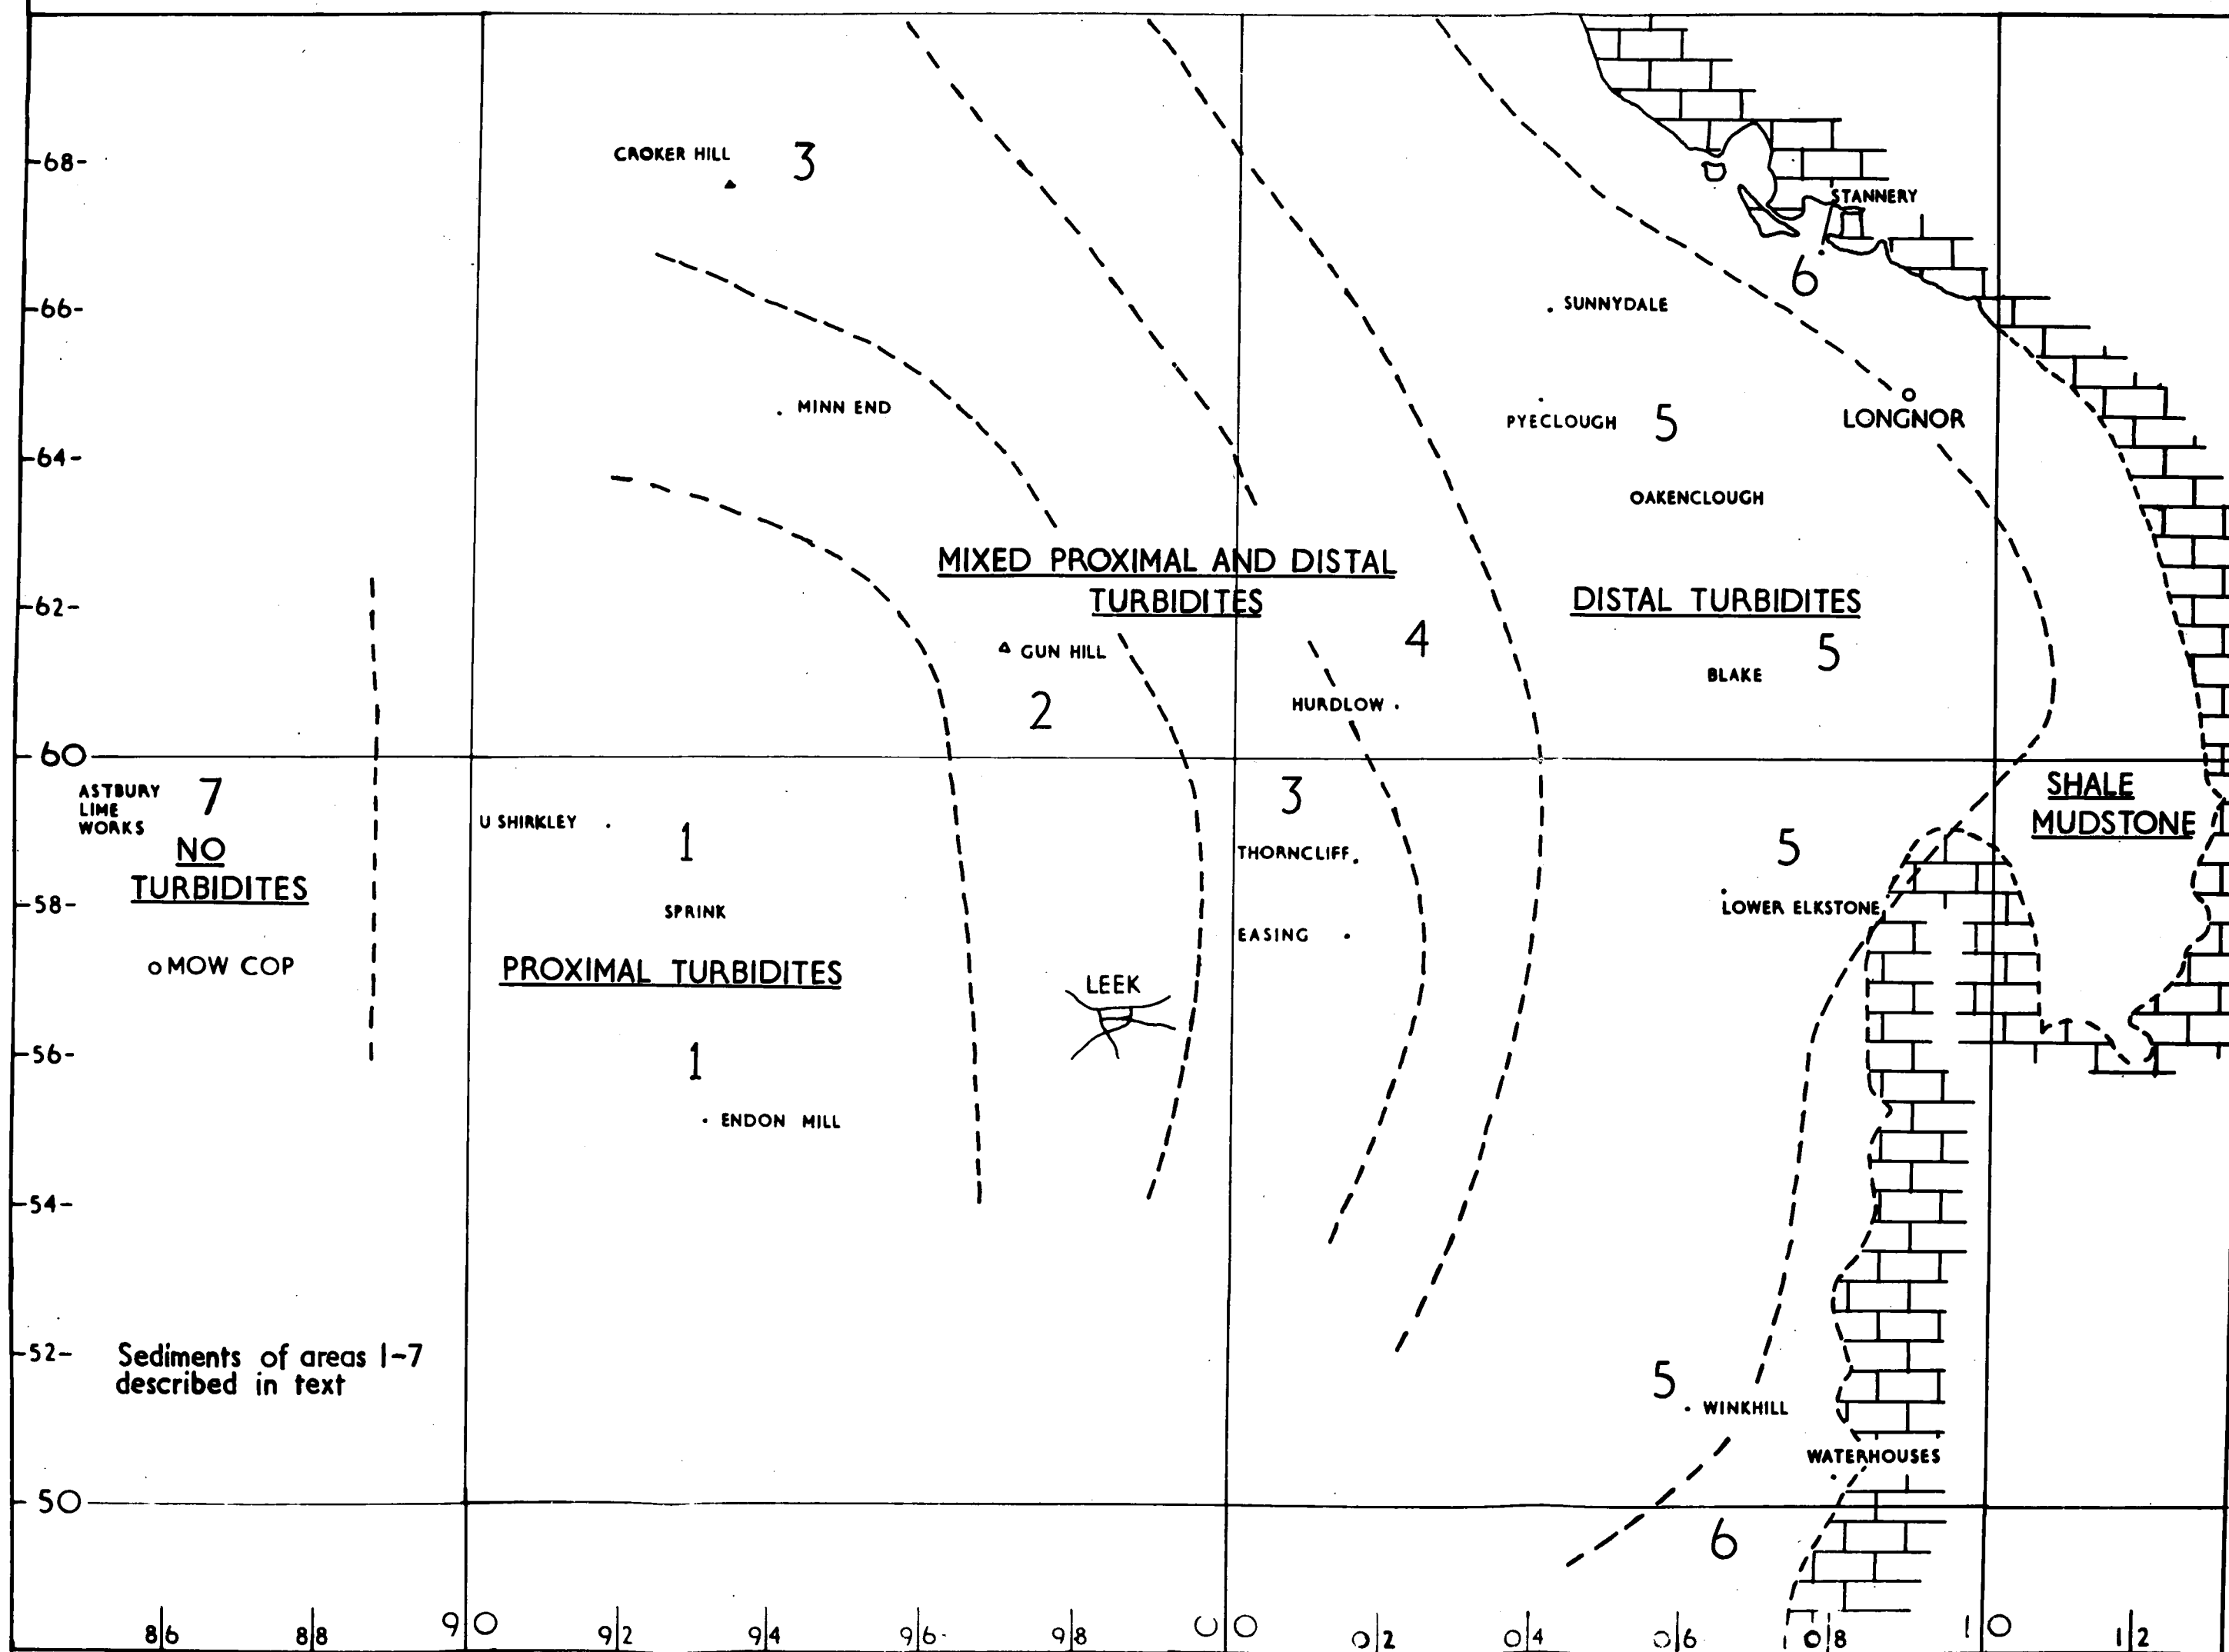 CROKER HILL
3
-68-
STANNERY
6
-66-
SUNNYDALE
MINN END
PYECLOUGH
5
LONGNOR
-64-
OAKENCLOUGH
MIXED PROXIMAL AND DISTAL
TURBIDITES
-62-
DISTAL TURBIDITES
4
GUN HILL
5
BLAKE
2
HURDLOW
-60
ASTBURY
LIME
WORKS
7
NO
TURBIDITES
U SHIRKLEY
1
3
SHALE
MUDSTONE
THORNCLIFF
5
-58-
SPRINK
LOWER ELKSTONE
EASING
MOW COP
PROXIMAL TURBIDITES
LEEK
-56-
1
ENDON MILL
-54-
-52-
Sediments of areas 1-7
described in text
5
WINKHILL
WATERHOUSES
-50
6
86 88 90 92 94 96 98 00 02 04 06 08 10 12